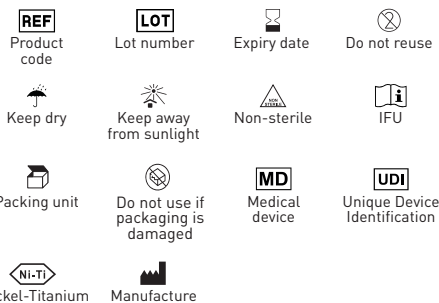 REF
LOT
Product
code
Lot number
Expiry date
Do not reuse
NON
STERILE
Keep dry
Keep away
from sunlight
Non-sterile
IFU
MD
UDI
Packing unit
Do not use if
packaging is
damaged
Medical
device
Unique Device
Identification
Ni-Ti
ckel-Titanium
Manufacture